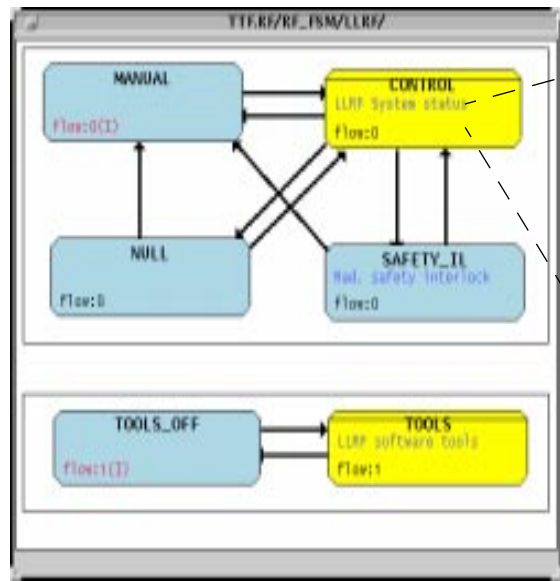 TTF.RF/RF_FSM/LLRF/
MANUAL
flow:0(I)
CONTROL
LLRF System status
flow:0
NULL
flow:0
SAFETY_IL
Rad. safety interlock
flow:0
TOOLS_OFF
flow:1(I)
TOOLS
LLRF software tools
flow:1